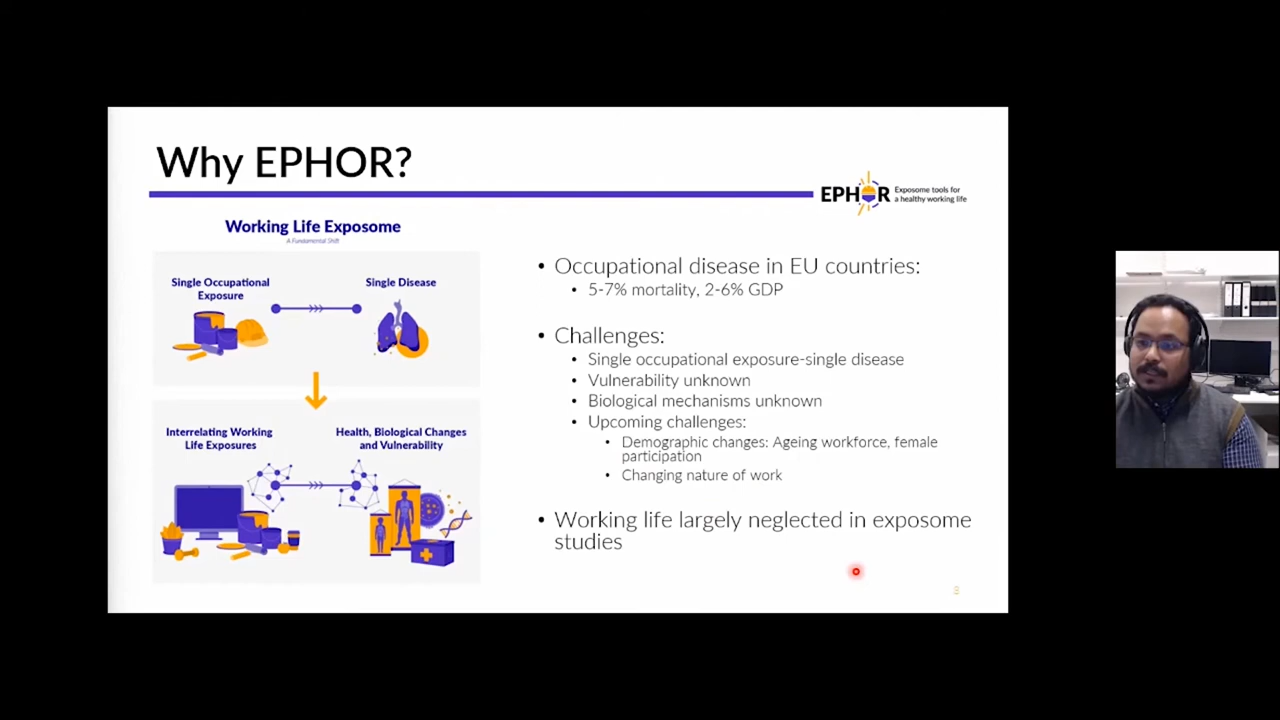 Why EPHOR?
EPHOR
Exposome tools for
a healthy working life
Working Life Exposome
A Fundamental Shift
Single Occupational
Exposure
Single Disease
Interrelating Working
Life Exposures
Health, Biological Changes
and Vulnerability
• Occupational disease in EU countries:
• 5-7% mortality, 2-6% GDP
• Challenges:
• Single occupational exposure-single disease
• Vulnerability unknown
• Biological mechanisms unknown
• Upcoming challenges:
• Demographic changes: Ageing workforce, female
participation
• Changing nature of work
• Working life largely neglected in exposome
studies
3